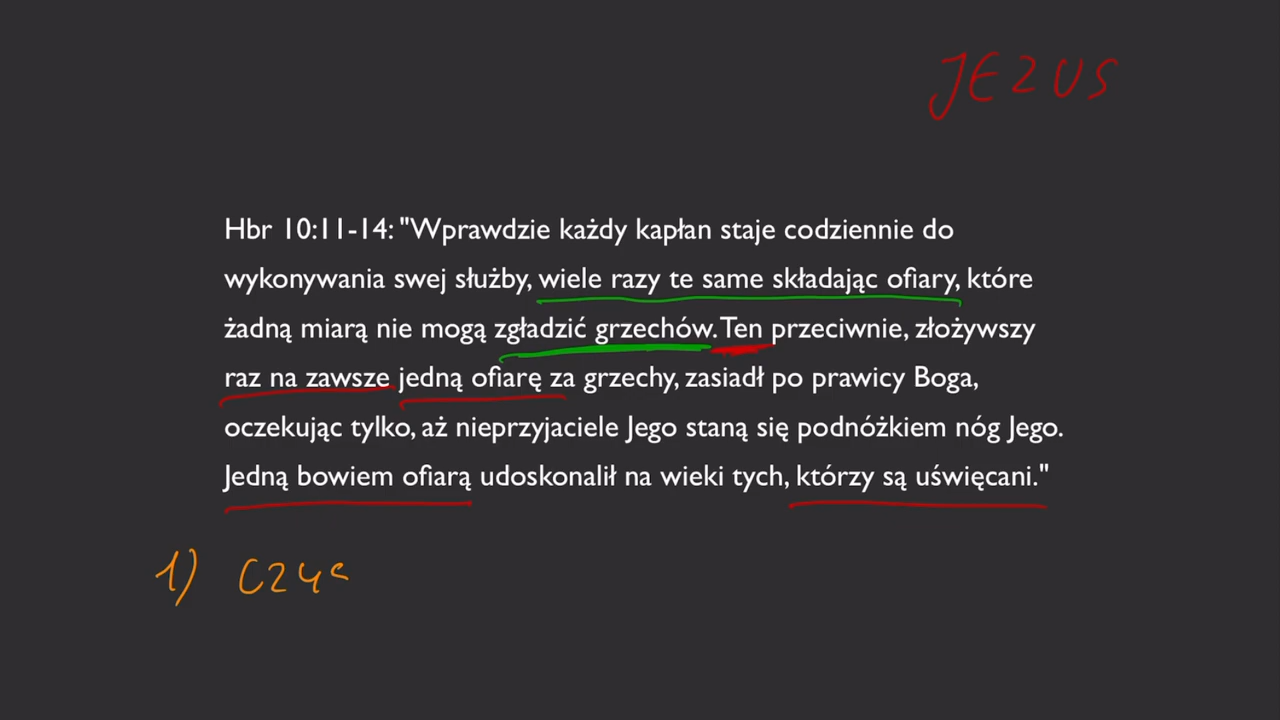 JEZUS
Hbr 10:11-14: "Wprawdzie każdy kapłan staje codziennie do
wykonywania swej służby, wiele razy te same składając ofiary, które
żadną miarą nie mogą zgładzić grzechów. Ten przeciwnie, złożywszy
raz na zawsze jedną ofiarę za grzechy, zasiadł po prawicy Boga,
oczekując tylko, aż nieprzyjaciele Jego staną się podnóżkiem nóg Jego.
Jedną bowiem ofiarą udoskonalił na wieki tych, którzy są uświęcani."
1)